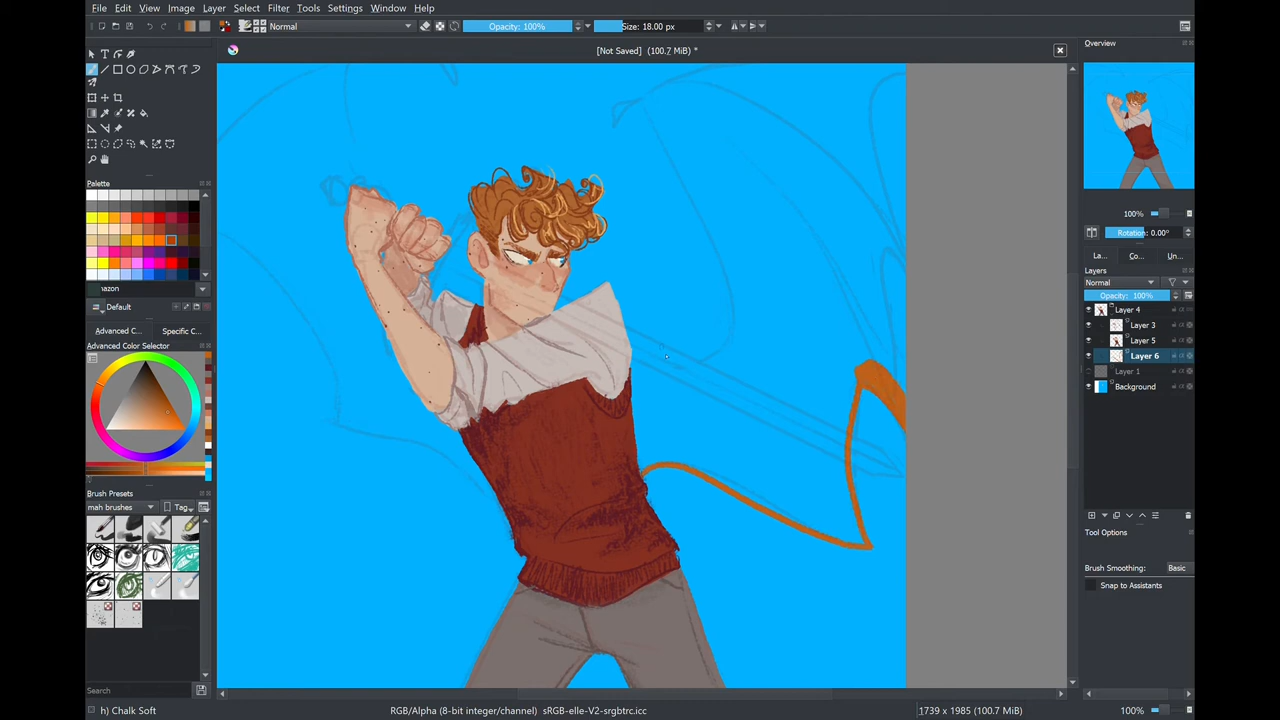 File Edit View Image Layer Select Filter Tools Settings Window Help
Normal Opacity: 100% Size: 18.00 px
[Not Saved] (100.7 MiB) *
Overview
Palette
100%
Rotation: 0.00°
La... Co... Un...
Layers
Normal
Opacity: 100%
Layer 4
Layer 3
Layer 5
Layer 6
Layer 1
Background
azon
Default
Advanced C... Specific C...
Advanced Color Selector
Brush Presets
mah brushes Tag
Tool Options
Brush Smoothing: Basic
Snap to Assistants
Search
h) Chalk Soft RGB/Alpha (8-bit integer/channel) sRGB-elle-V2-srgbtrc.icc 1739 x 1985 (100.7 MiB) 100%